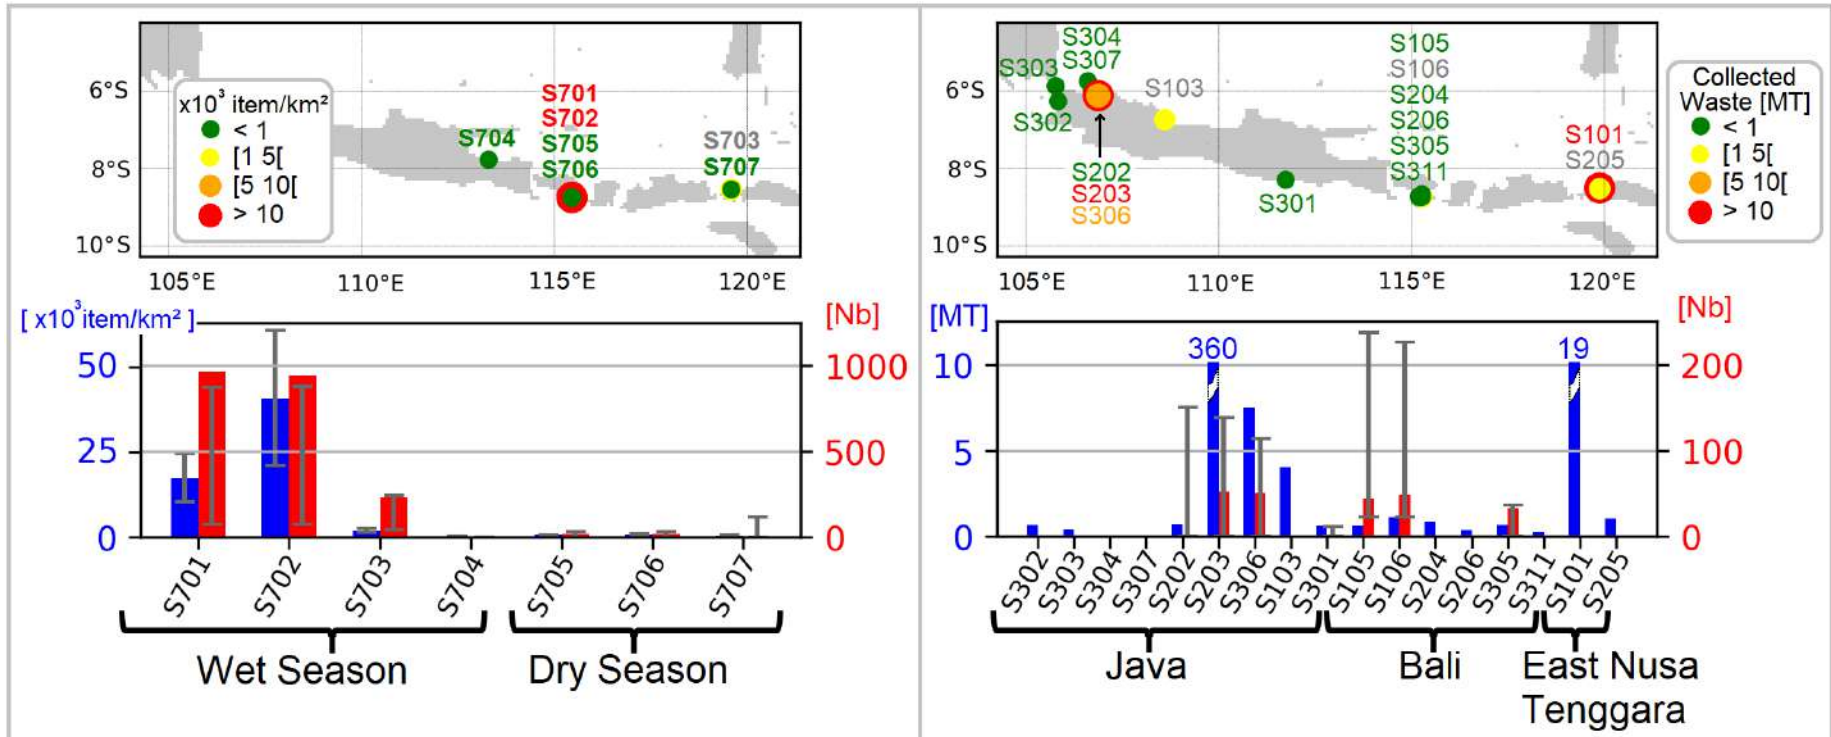 x10³ item/km²
< 1
[1 5[
[5 10[
> 10
6°S
8°S
10°S
105°E
110°E
115°E
120°E
S704
S701
S702
S705
S706
S703
S707
[ x10³item/km² ]
[Nb]
50
25
0
1000
500
0
S701
S702
S703
S704
S705
S706
S707
Wet Season
Dry Season
S304
S307
S303
S302
S103
S202
S203
S306
S301
S105
S106
S204
S206
S305
S311
S101
S205
6°S
8°S
10°S
105°E
110°E
115°E
120°E
Collected
Waste [MT]
< 1
[1 5[
[5 10[
> 10
[MT]
[Nb]
360
19
10
5
0
200
100
0
S302
S303
S304
S307
S202
S203
S306
S103
S301
S105
S106
S204
S206
S305
S311
S101
S205
Java
Bali
East Nusa
Tenggara